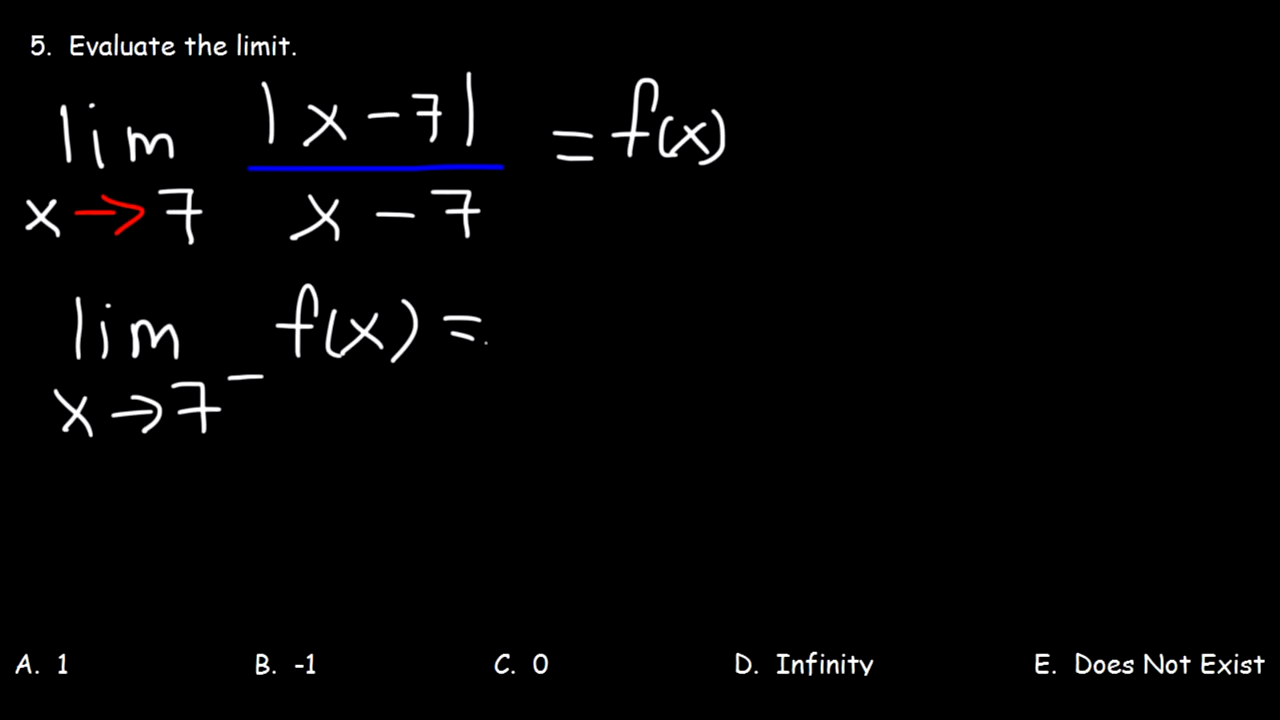 5. Evaluate the limit.
lim |x - 7| = f(x)
x → 7 x - 7
lim f(x) =
x → 7⁻
A. 1 B. -1 C. 0 D. Infinity E. Does Not Exist